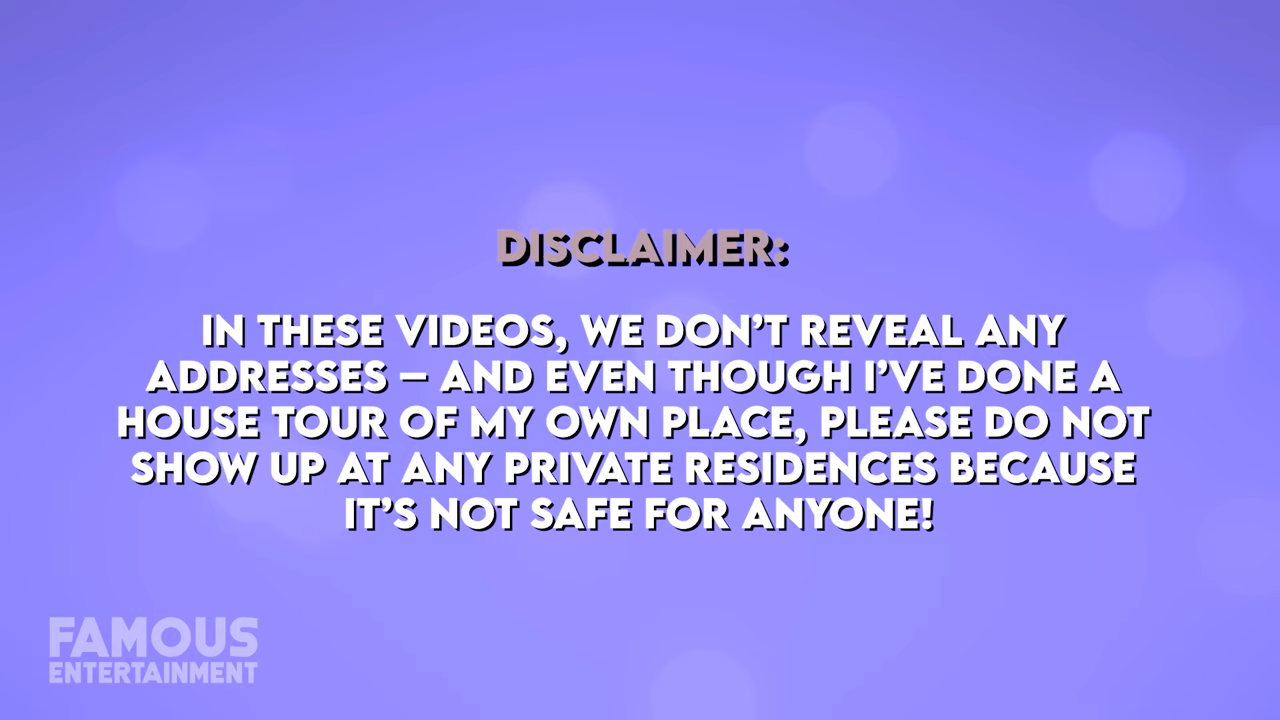 DISCLAIMER:
IN THESE VIDEOS, WE DON'T REVEAL ANY
ADDRESSES – AND EVEN THOUGH I'VE DONE A
HOUSE TOUR OF MY OWN PLACE, PLEASE DO NOT
SHOW UP AT ANY PRIVATE RESIDENCES BECAUSE
IT'S NOT SAFE FOR ANYONE!
FAMOUS
ENTERTAINMENT